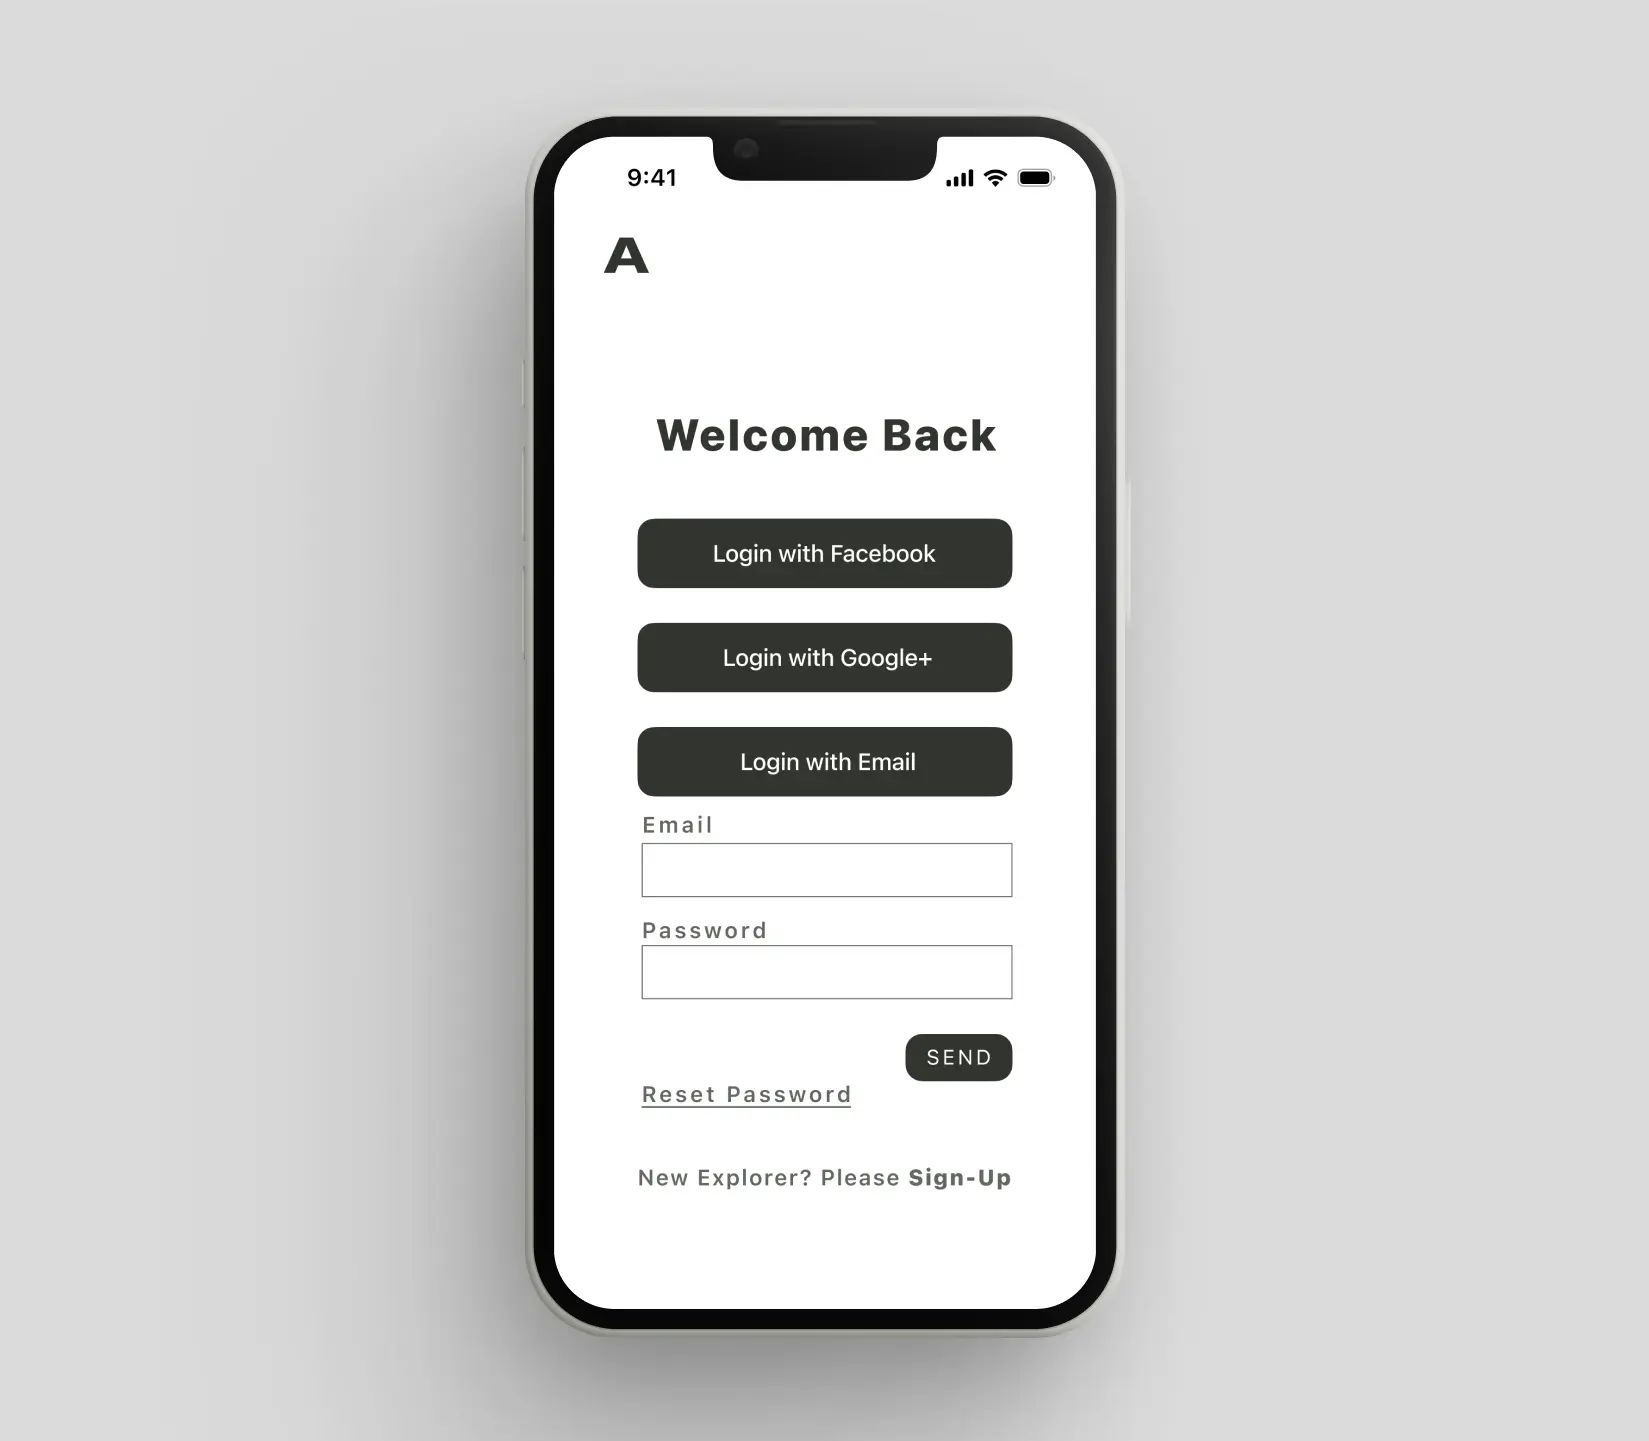 9:41
A
Welcome Back
Login with Facebook
Login with Google+
Login with Email
Email
Password
SEND
Reset Password
New Explorer? Please Sign-Up